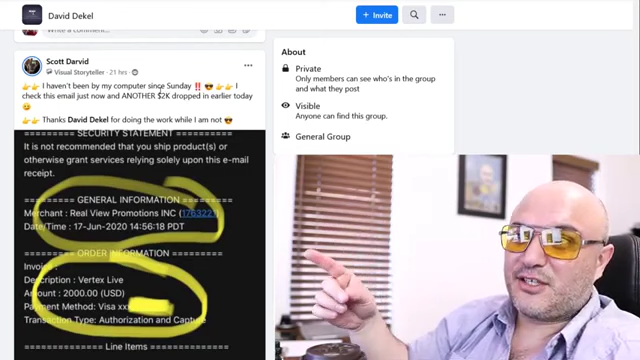 David Dekel
+ Invite
Write a comment...
Scott Darvid
Visual Storyteller · 21 hrs ·
I haven't been by my computer since Sunday ‼️ 😎 👉👉 I
check this email just now and ANOTHER $2K dropped in earlier today
Thanks David Dekel for doing the work while I am not 😎
========= SECURITY STATEMENT =========
It is not recommended that you ship product(s) or
otherwise grant services relying solely upon this e-mail
receipt.
========= GENERAL INFORMATION =========
Merchant : Real View Promotions INC
Date/Time : 17-Jun-2020 14:56:18 PDT
========= ORDER INFORMATION =========
Invoice :
Description : Vertex Live
Amount : 2000.00 (USD)
Payment Method: Visa xx
Transaction Type: Authorization and Capture
============== Line Items ==============
About
Private
Only members can see who's in the group
and what they post
Visible
Anyone can find this group.
General Group